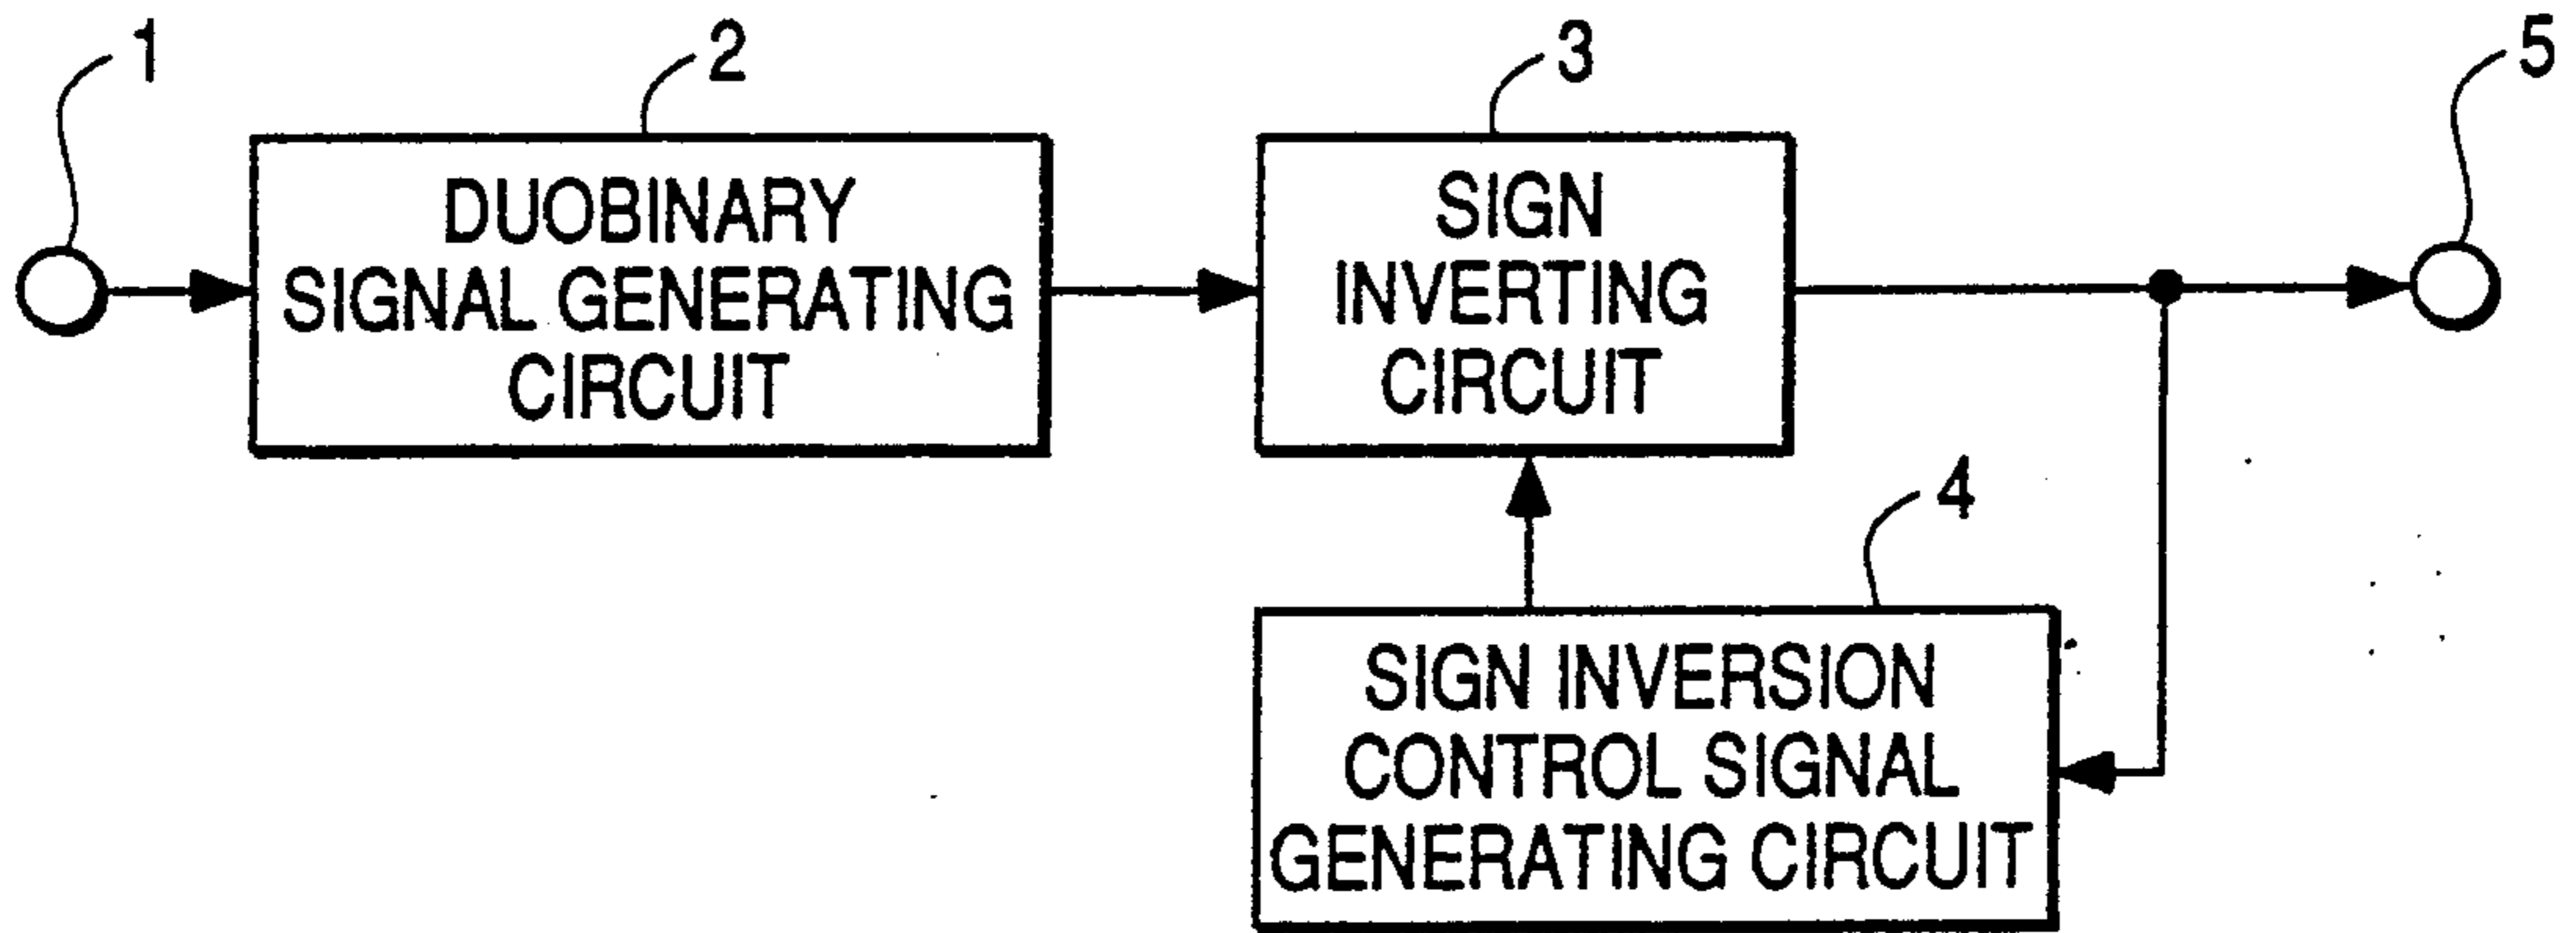 1
2
3
5
DUOBINARY
SIGNAL GENERATING
CIRCUIT
SIGN
INVERTING
CIRCUIT
4
SIGN INVERSION
CONTROL SIGNAL
GENERATING CIRCUIT